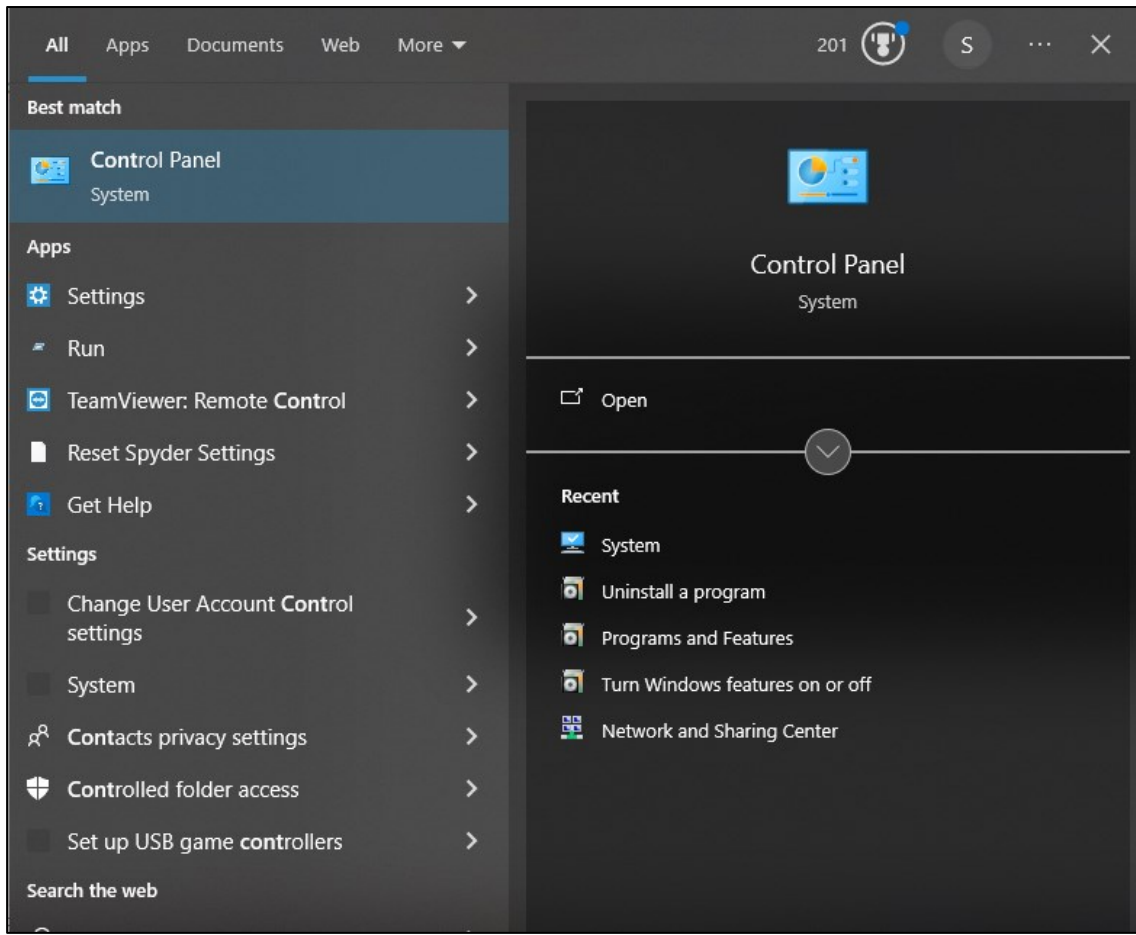 All Apps Documents Web More 201 S ...
Best match
Control Panel
System
Apps
Settings
Run
TeamViewer: Remote Control
Reset Spyder Settings
Get Help
Settings
Change User Account Control
settings
System
Contacts privacy settings
Controlled folder access
Set up USB game controllers
Search the web
Control Panel
System
Open
Recent
System
Uninstall a program
Programs and Features
Turn Windows features on or off
Network and Sharing Center